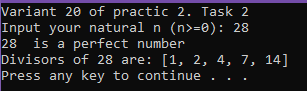 Variant 20 of practic 2. Task 2
Input your natural n (n>=0): 28
28  is a perfect number
Divisors of 28 are: [1, 2, 4, 7, 14]
Press any key to continue . . .